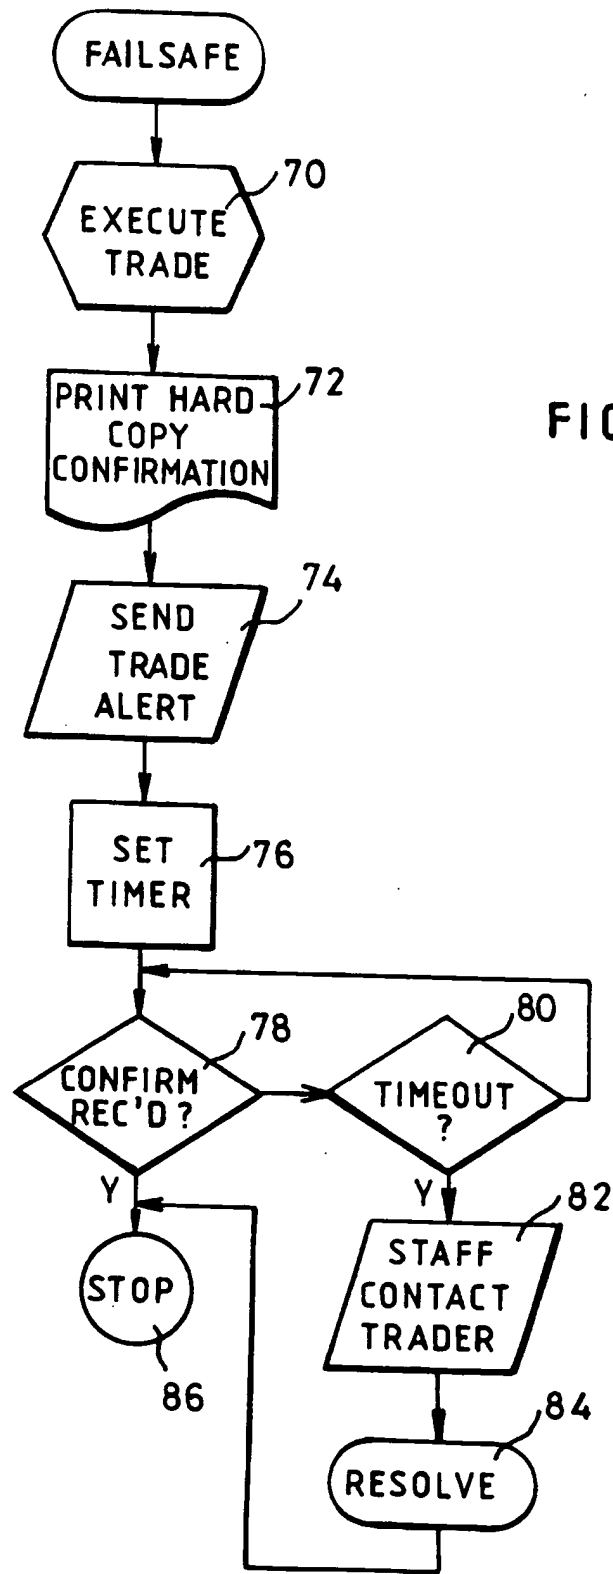 FAILSAFE
70
EXECUTE
TRADE
72
PRINT HARD
COPY
CONFIRMATION
74
SEND
TRADE
ALERT
SET
TIMER
76
78
CONFIRM
REC'D ?
Y
80
TIMEOUT
?
Y
82
STAFF
CONTACT
TRADER
STOP
86
84
RESOLVE